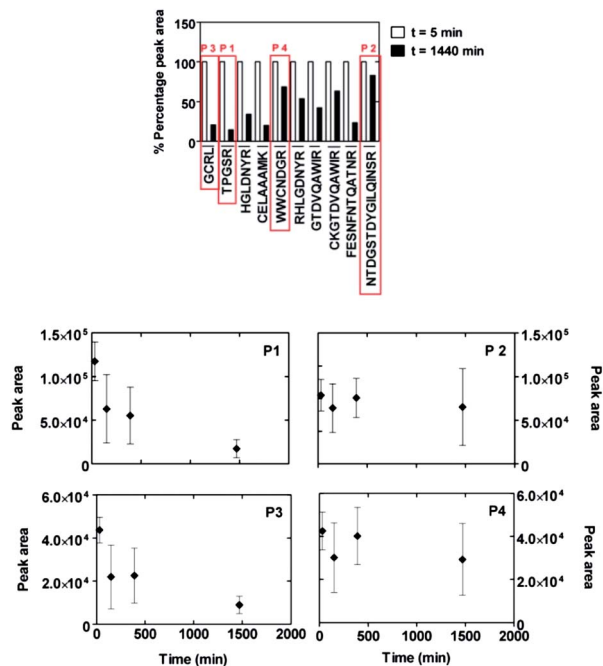 % Percentage peak area
150
100
50
0
P 3 P 1 P 4 P 2
t = 5 min
t = 1440 min
GCRL
TPGSR
HGLDNYR
CELAAAMK
WWCNDGR
RHLGDNYR
GTDVQAWIR
CKGTDVQAWIR
FESNFNTQATNR
NTDGSTDYGILQINSR
Peak area
1.5×10⁵
1.0×10⁵
5.0×10⁴
0
P1
P 2
1.5×10⁵
1.0×10⁵
5.0×10⁴
0.0
Peak area
Peak area
6.0×10⁴
4.0×10⁴
2.0×10⁴
0
P3
0 500 1000 1500 2000
Time (min)
P4
6.0×10⁴
4.0×10⁴
2.0×10⁴
0
Peak area
0 500 1000 1500 2000
Time (min)